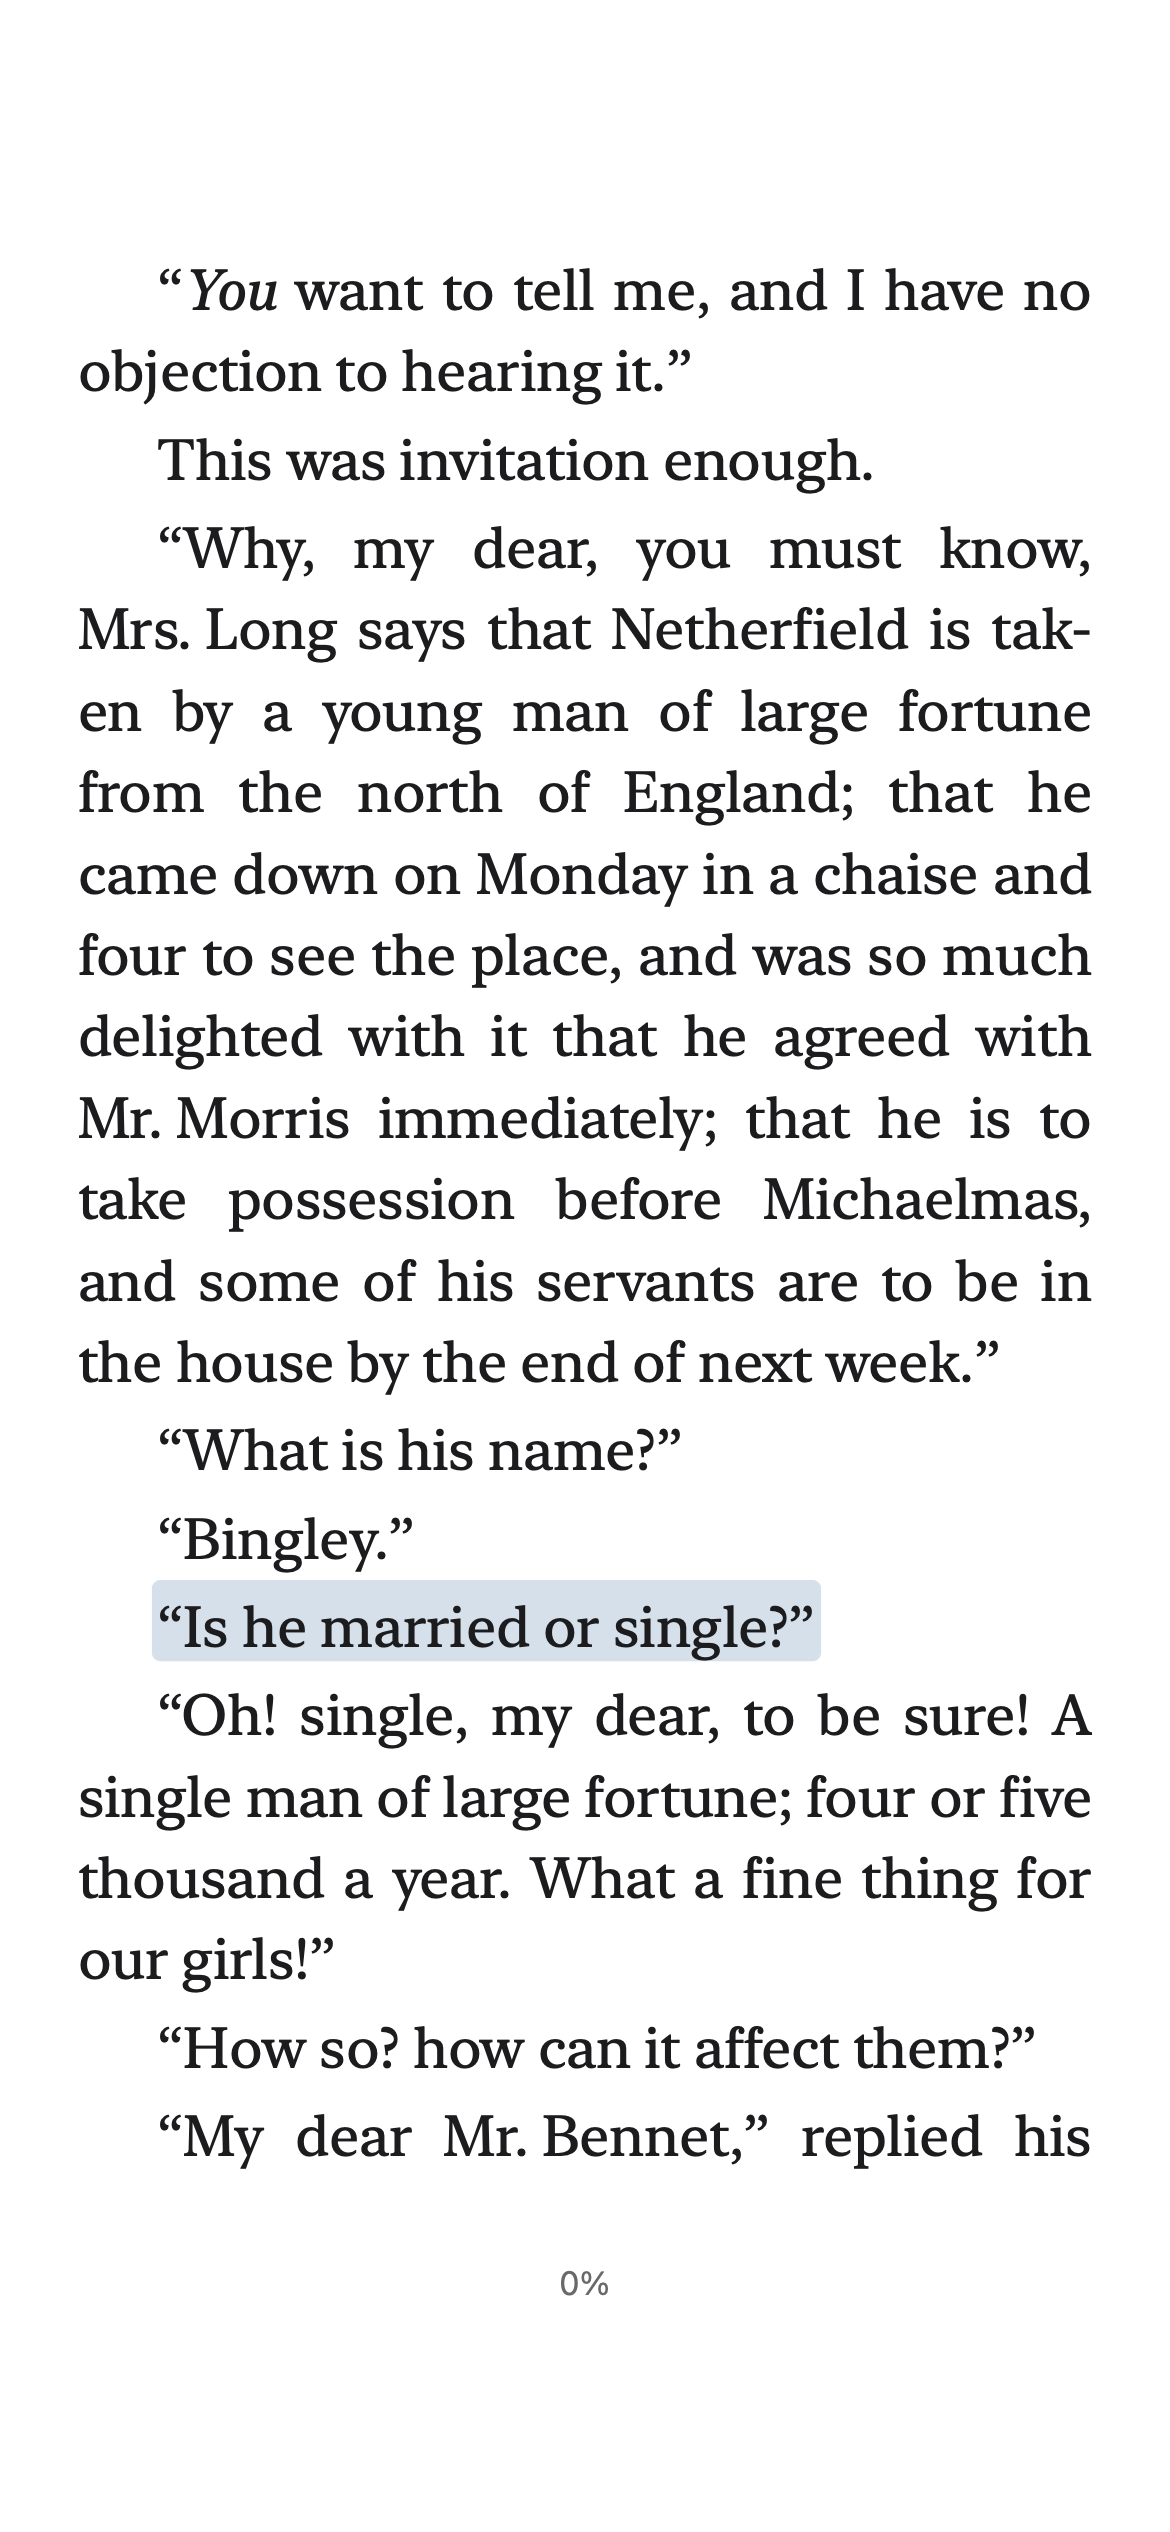 “You want to tell me, and I have no
objection to hearing it.”
This was invitation enough.
“Why, my dear, you must know,
Mrs. Long says that Netherfield is tak-
en by a young man of large fortune
from the north of England; that he
came down on Monday in a chaise and
four to see the place, and was so much
delighted with it that he agreed with
Mr. Morris immediately; that he is to
take possession before Michaelmas,
and some of his servants are to be in
the house by the end of next week.”
“What is his name?”
“Bingley.”
“Is he married or single?”
“Oh! single, my dear, to be sure! A
single man of large fortune; four or five
thousand a year. What a fine thing for
our girls!”
“How so? how can it affect them?”
“My dear Mr. Bennet,” replied his
0%